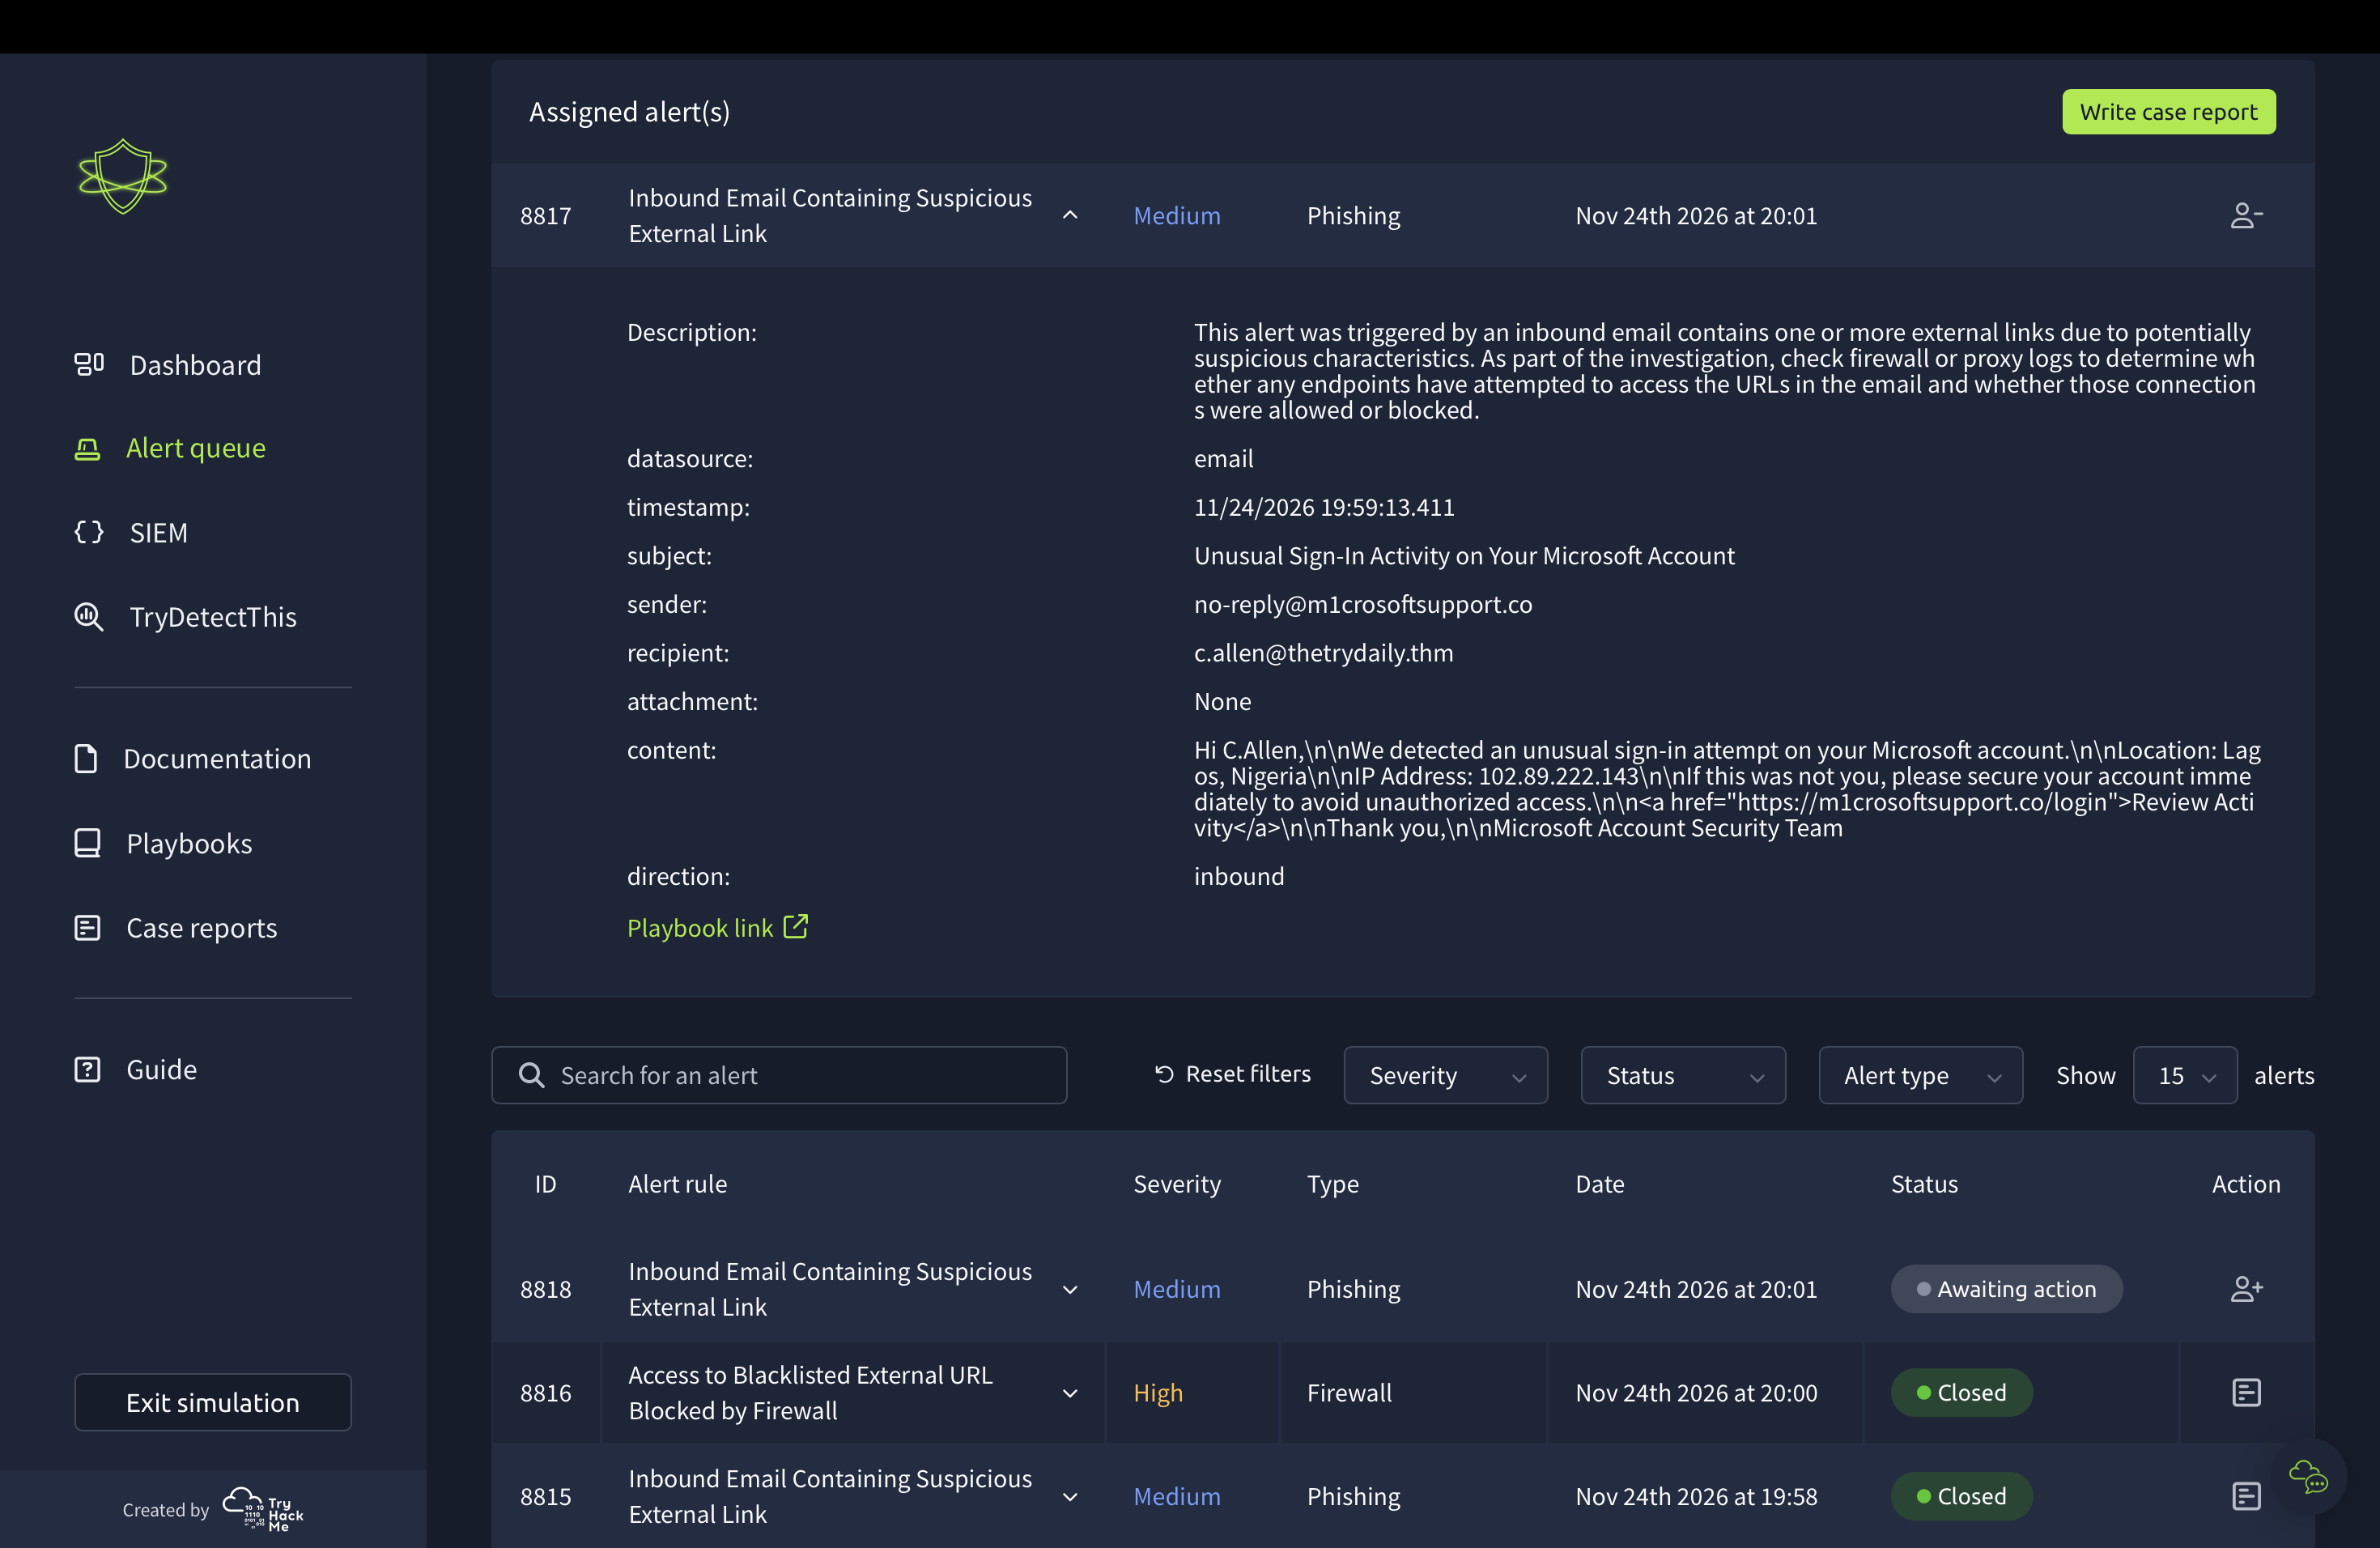 Assigned alert(s)
Write case report
8817
Inbound Email Containing Suspicious
External Link
Medium
Phishing
Nov 24th 2026 at 20:01
Description:
This alert was triggered by an inbound email contains one or more external links due to potentially
suspicious characteristics. As part of the investigation, check firewall or proxy logs to determine wh
ether any endpoints have attempted to access the URLs in the email and whether those connection
s were allowed or blocked.
datasource:
email
timestamp:
11/24/2026 19:59:13.411
subject:
Unusual Sign-In Activity on Your Microsoft Account
sender:
no-reply@m1crosoftsupport.co
recipient:
c.allen@thetrydaily.thm
attachment:
None
content:
Hi C.Allen,\n\nWe detected an unusual sign-in attempt on your Microsoft account.\n\nLocation: Lag
os, Nigeria\n\nIP Address: 102.89.222.143\n\nIf this was not you, please secure your account imme
diately to avoid unauthorized access.\n\n<a href="https://m1crosoftsupport.co/login">Review Acti
vity</a>\n\nThank you,\n\nMicrosoft Account Security Team
direction:
inbound
Playbook link
Dashboard
Alert queue
SIEM
TryDetectThis
Documentation
Playbooks
Case reports
Guide
Exit simulation
Created by
Try
Hack
Me
Search for an alert
Reset filters
Severity
Status
Alert type
Show
15
alerts
ID
Alert rule
Severity
Type
Date
Status
Action
8818
Inbound Email Containing Suspicious
External Link
Medium
Phishing
Nov 24th 2026 at 20:01
Awaiting action
8816
Access to Blacklisted External URL
Blocked by Firewall
High
Firewall
Nov 24th 2026 at 20:00
Closed
8815
Inbound Email Containing Suspicious
External Link
Medium
Phishing
Nov 24th 2026 at 19:58
Closed